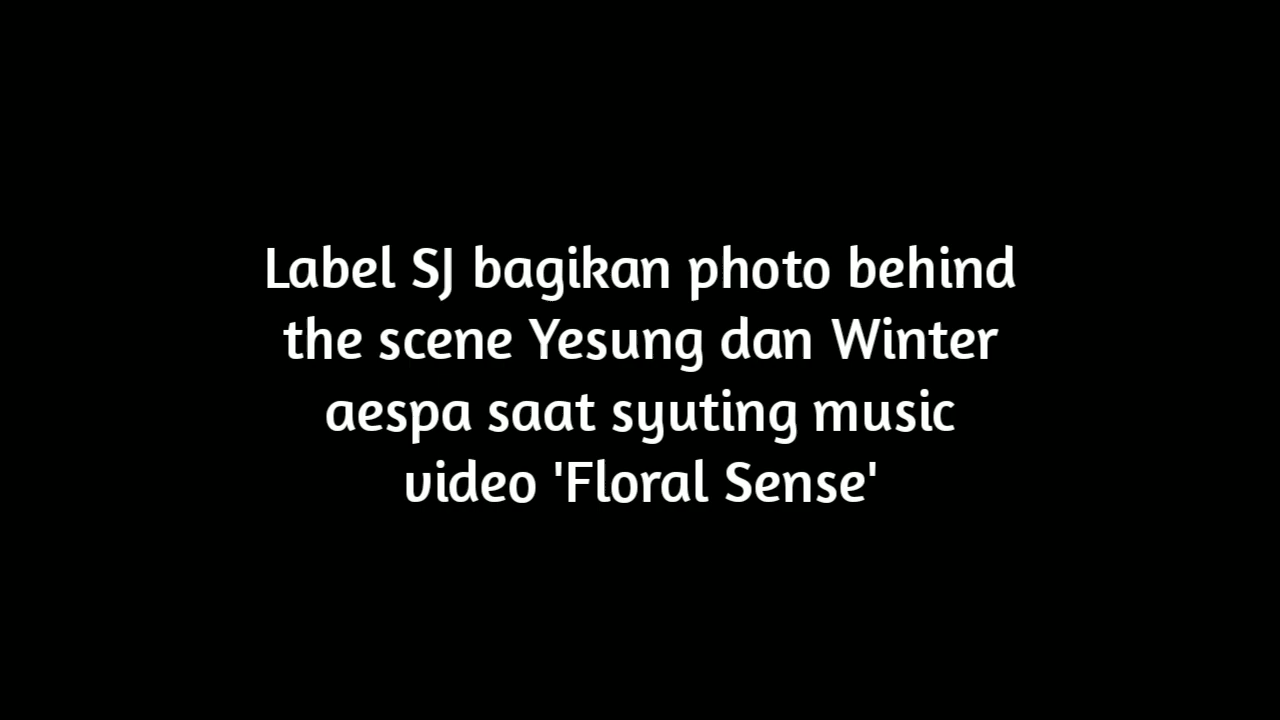 Label SJ bagikan photo behind
the scene Yesung dan Winter
aespa saat syuting music
video 'Floral Sense'